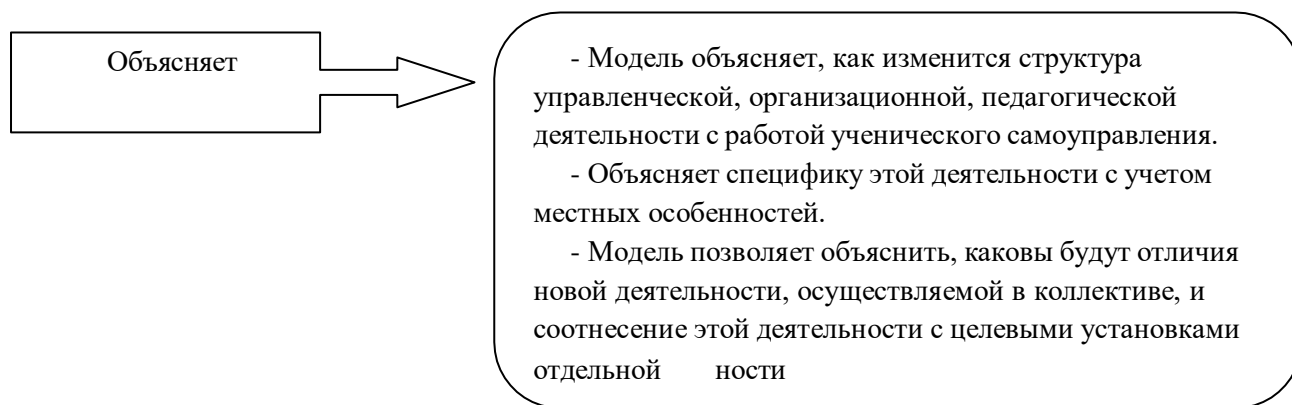 Объясняет
- Модель объясняет, как изменится структура
управленческой, организационной, педагогической
деятельности с работой ученического самоуправления.
- Объясняет специфику этой деятельности с учетом
местных особенностей.
- Модель позволяет объяснить, каковы будут отличия
новой деятельности, осуществляемой в коллективе, и
соотнесение этой деятельности с целевыми установками
отдельной ности